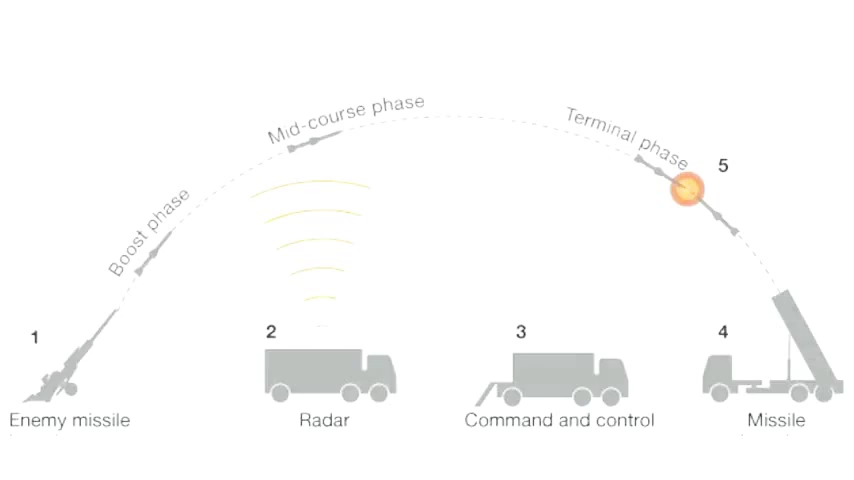 Mid-course phase
Terminal phase
5
Boost phase
1
2
3
4
Enemy missile
Radar
Command and control
Missile